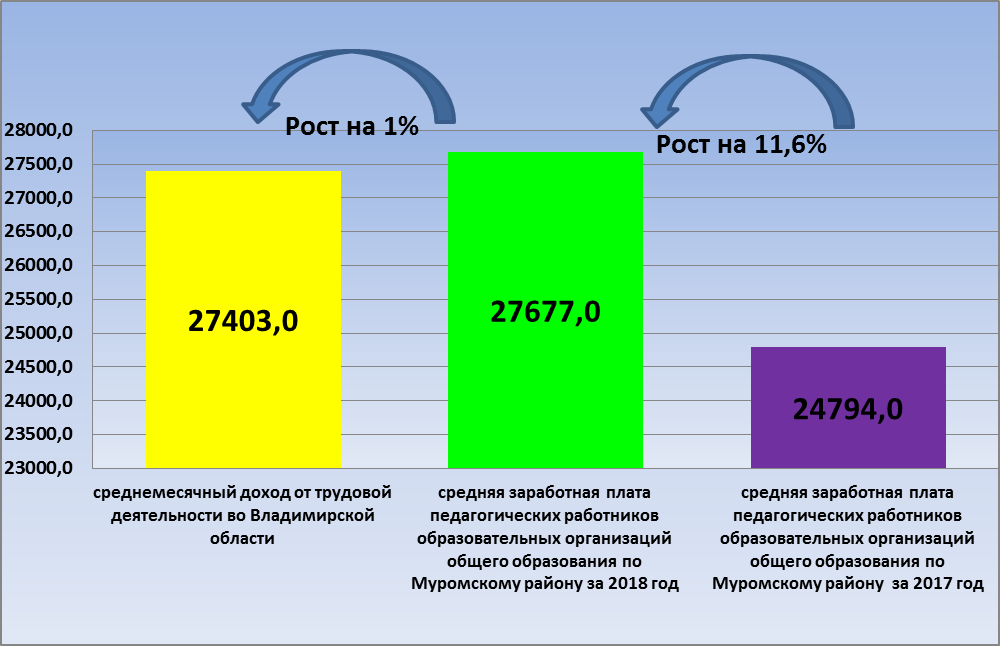 Рост на 1%
Рост на 11,6%
28000,0
27500,0
27000,0
26500,0
26000,0
25500,0
25000,0
24500,0
24000,0
23500,0
23000,0
27403,0
27677,0
24794,0
среднемесячный доход от трудовой
деятельности во Владимирской
области
средняя заработная плата
педагогических работников
образовательных организаций
общего образования по
Муромскому району за 2018 год
средняя заработная плата
педагогических работников
образовательных организаций
общего образования по
Муромскому району за 2017 год